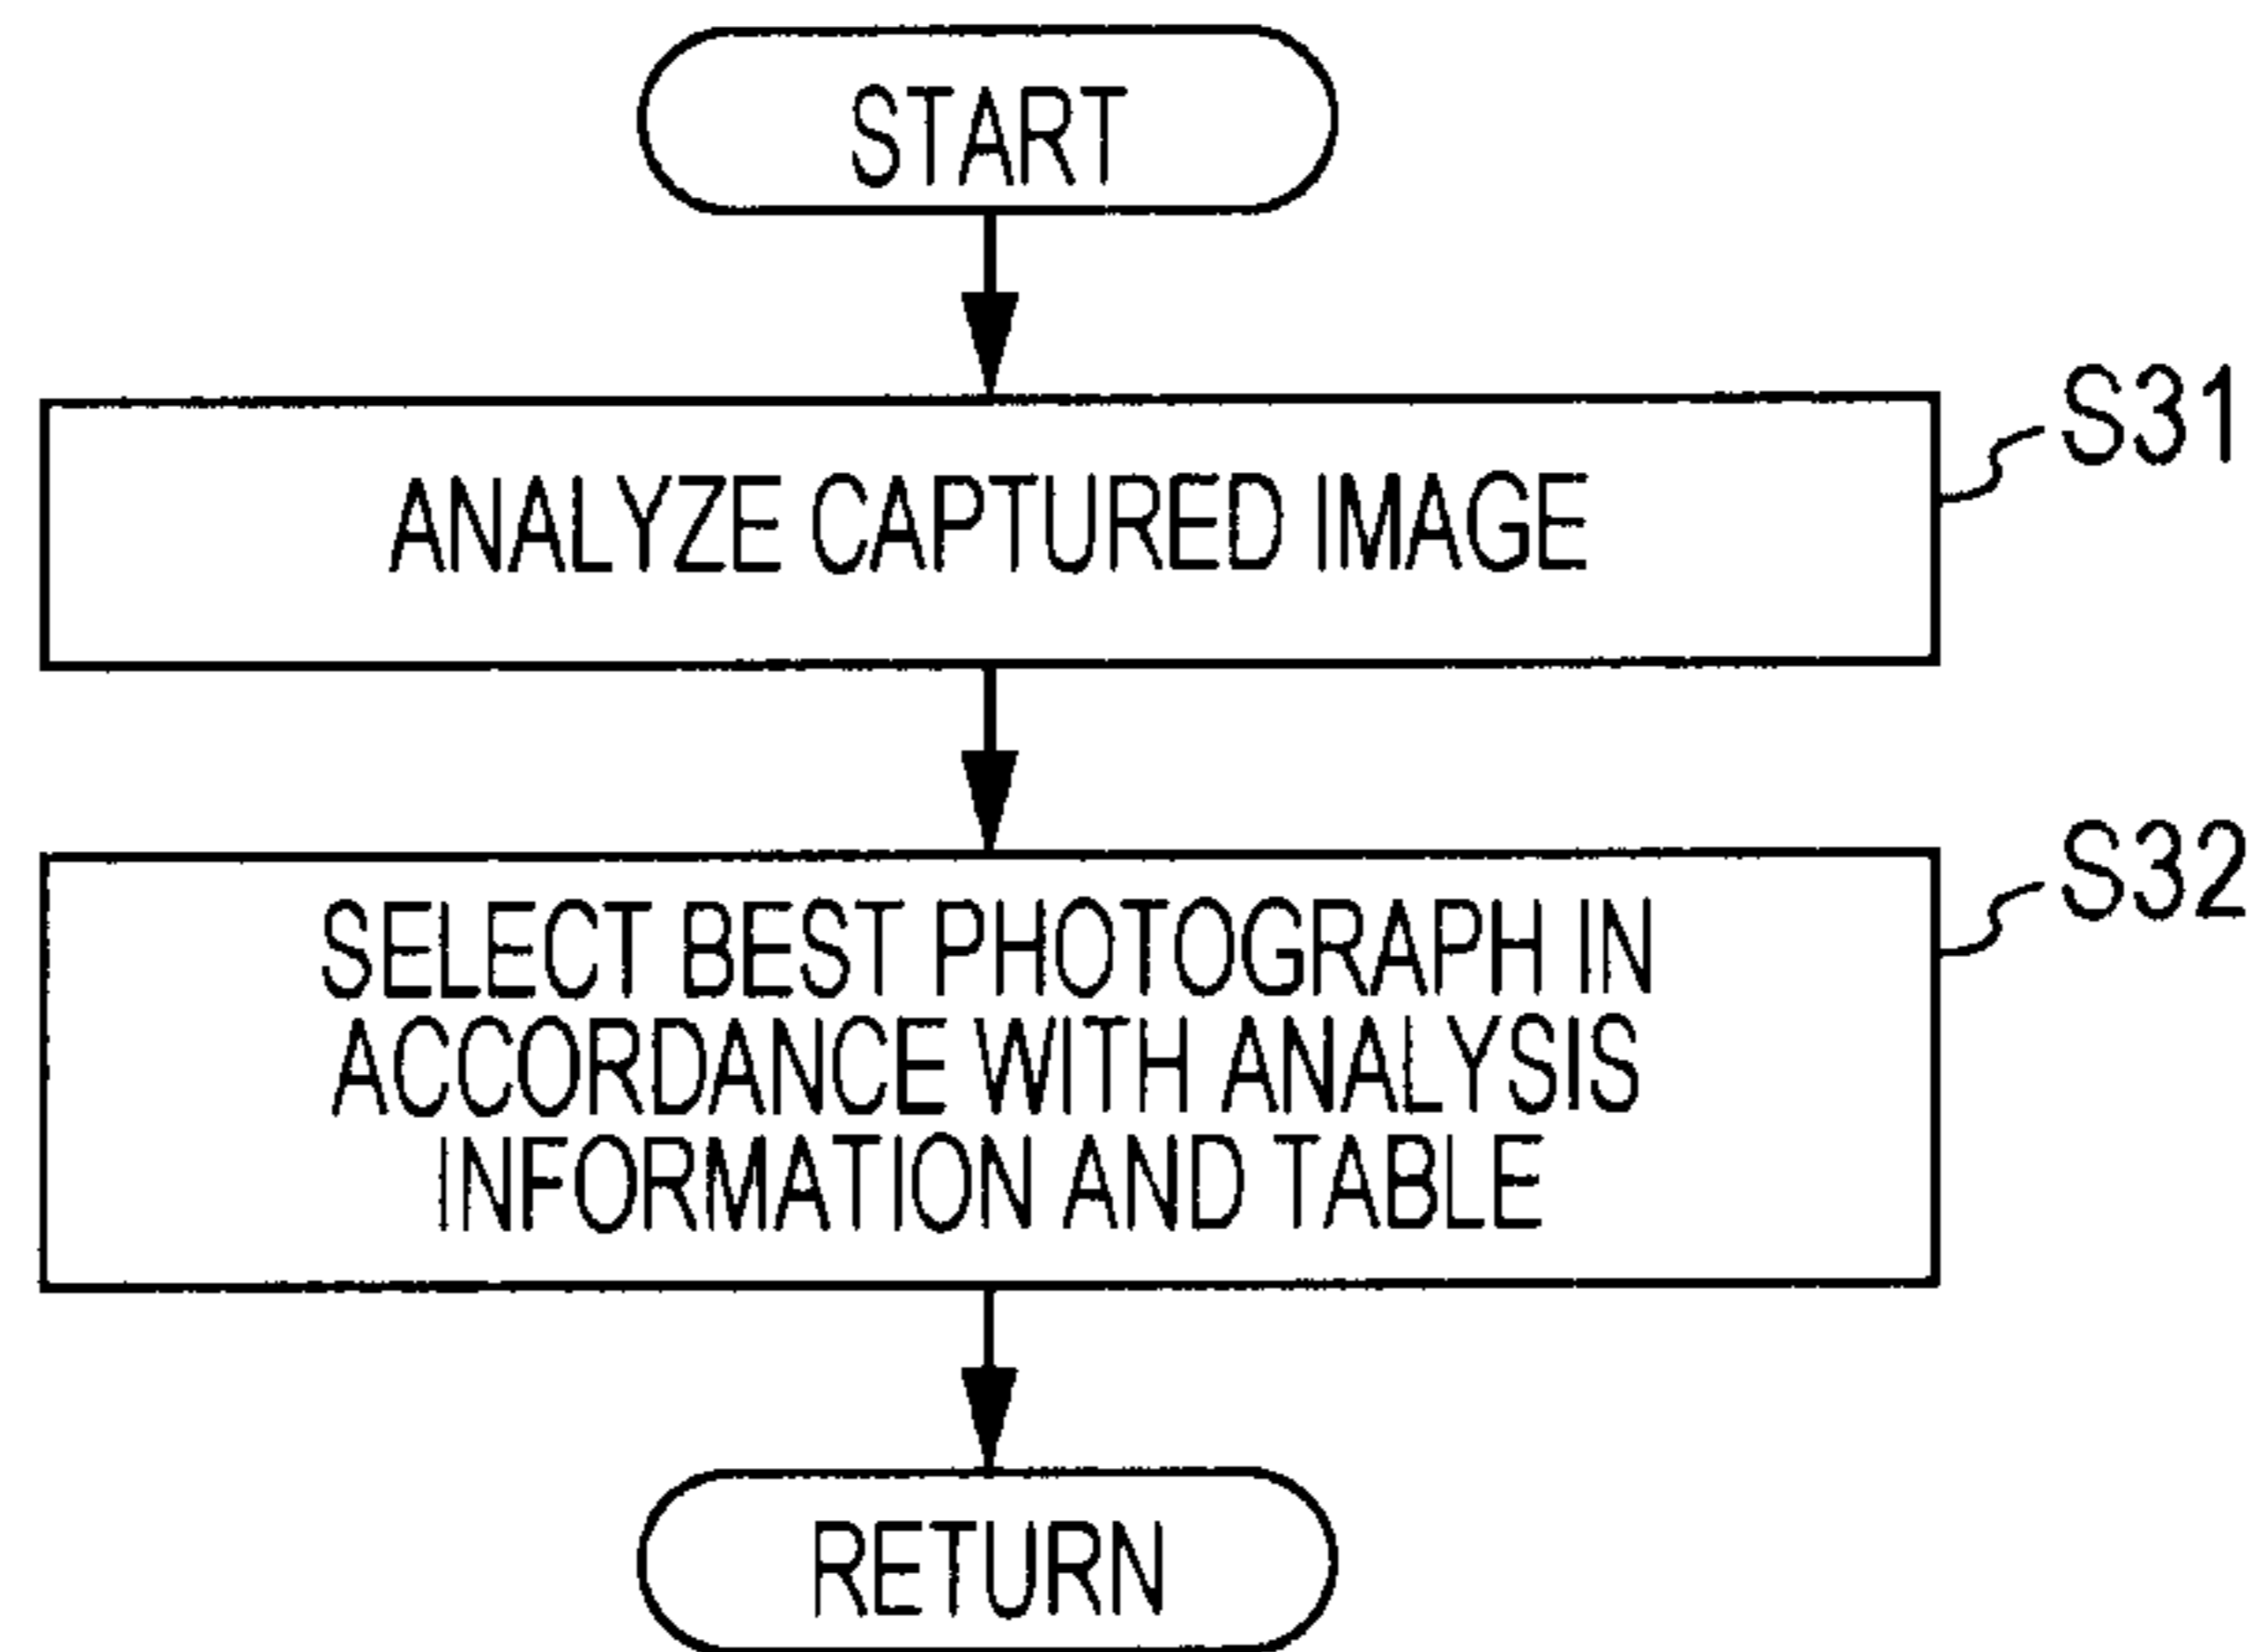 START
ANALYZE CAPTURED IMAGE
S31
SELECT BEST PHOTOGRAPH IN
ACCORDANCE WITH ANALYSIS
INFORMATION AND TABLE
S32
RETURN